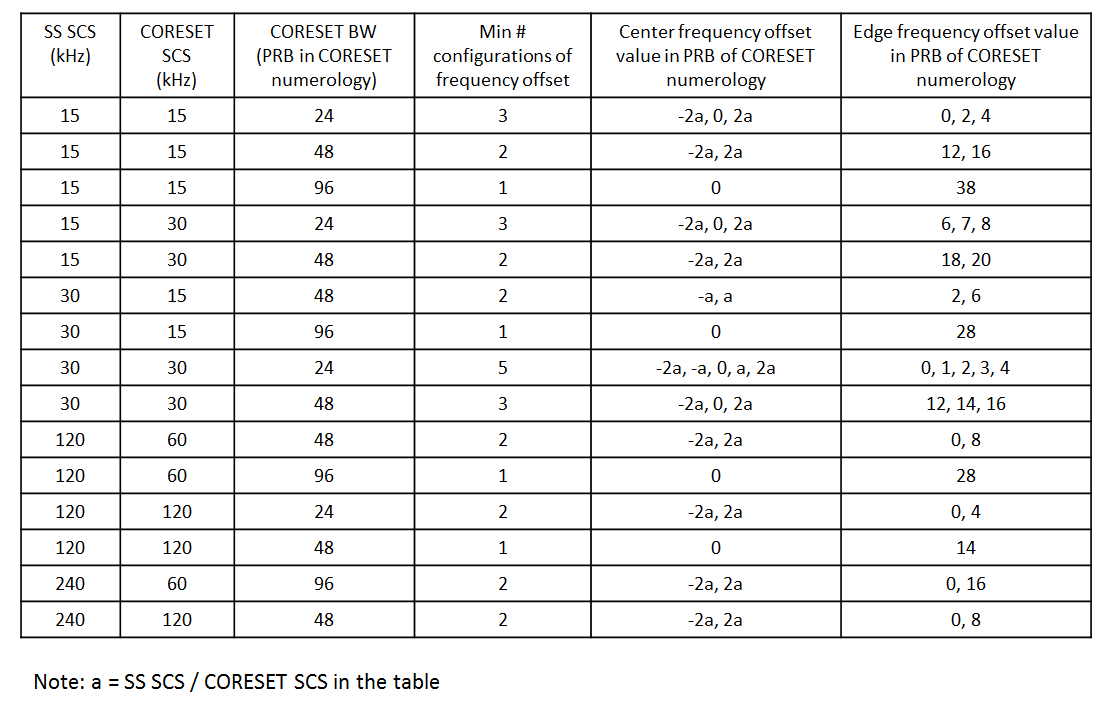 SS SCS (kHz) CORESET SCS (kHz) CORESET BW (PRB in CORESET numerology) Min # configurations of frequency offset Center frequency offset value in PRB of CORESET numerology Edge frequency offset value in PRB of CORESET numerology
15 15 24 3 -2a, 0, 2a 0, 2, 4
15 15 48 2 -2a, 2a 12, 16
15 15 96 1 0 38
15 30 24 3 -2a, 0, 2a 6, 7, 8
15 30 48 2 -2a, 2a 18, 20
30 15 48 2 -a, a 2, 6
30 15 96 1 0 28
30 30 24 5 -2a, -a, 0, a, 2a 0, 1, 2, 3, 4
30 30 48 3 -2a, 0, 2a 12, 14, 16
120 60 48 2 -2a, 2a 0, 8
120 60 96 1 0 28
120 120 24 2 -2a, 2a 0, 4
120 120 48 1 0 14
240 60 96 2 -2a, 2a 0, 16
240 120 48 2 -2a, 2a 0, 8
Note: a = SS SCS / CORESET SCS in the table